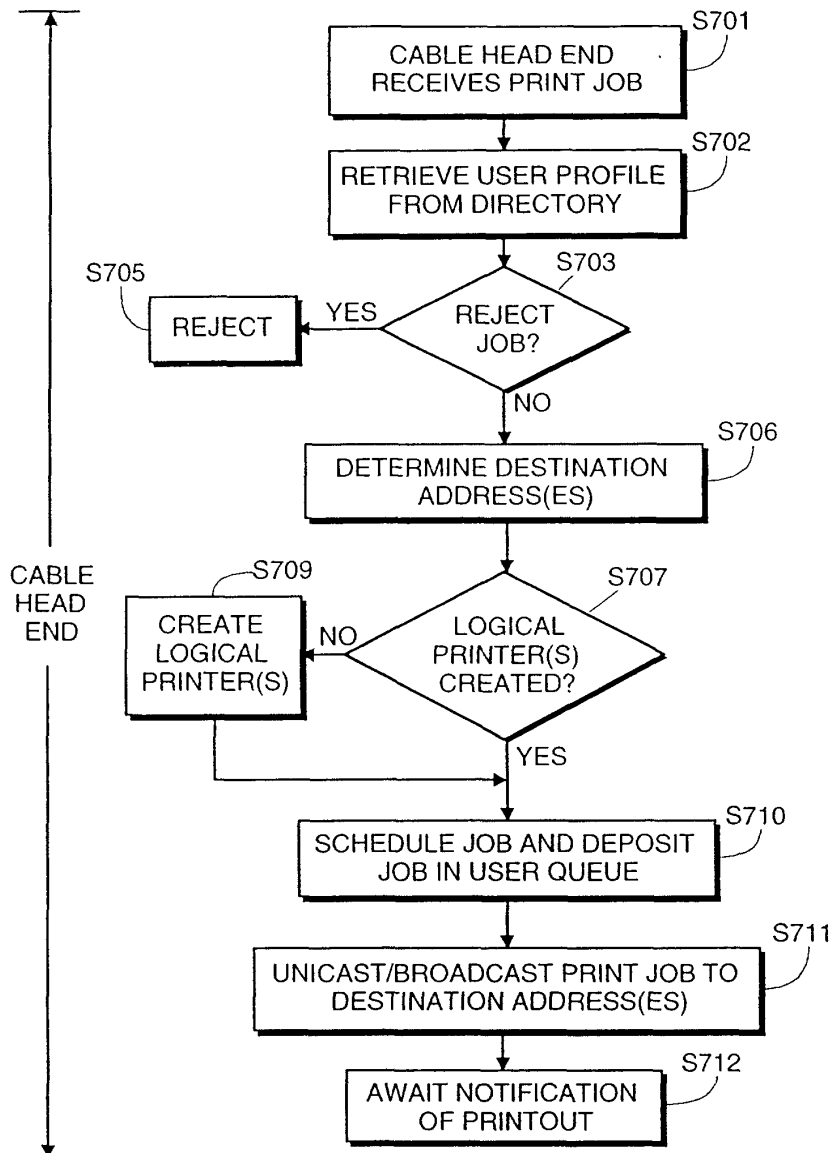 S701
CABLE HEAD END
RECEIVES PRINT JOB
S702
RETRIEVE USER PROFILE
FROM DIRECTORY
S703
REJECT
JOB?
YES
S705
REJECT
NO
S706
DETERMINE DESTINATION
ADDRESS(ES)
CABLE
HEAD
END
S707
LOGICAL
PRINTER(S)
CREATED?
NO
S709
CREATE
LOGICAL
PRINTER(S)
YES
S710
SCHEDULE JOB AND DEPOSIT
JOB IN USER QUEUE
S711
UNICAST/BROADCAST PRINT JOB TO
DESTINATION ADDRESS(ES)
S712
AWAIT NOTIFICATION
OF PRINTOUT